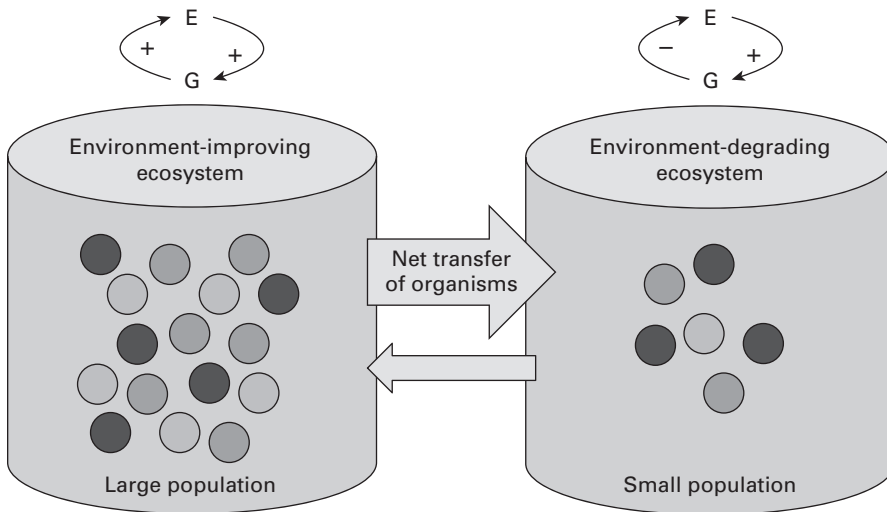 E
+
+
G
E
−
+
G
Environment-improving
ecosystem
Environment-degrading
ecosystem
Net transfer
of organisms
Large population
Small population